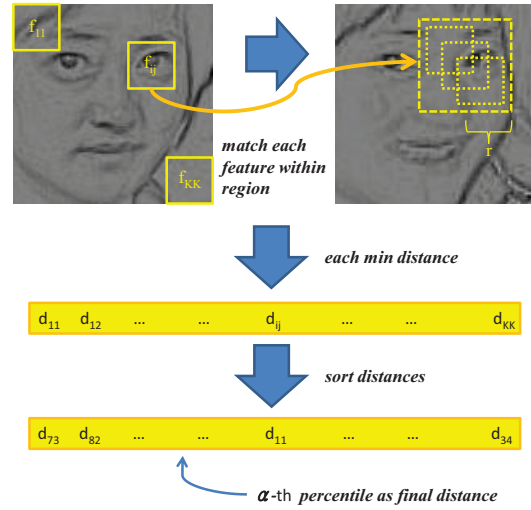 f11
fij
fKK
r
match each
feature within
region
each min distance
d11 d12 ... ... dij ... ... dKK
sort distances
d73 d82 ... ... d11 ... ... d34
α-th percentile as final distance